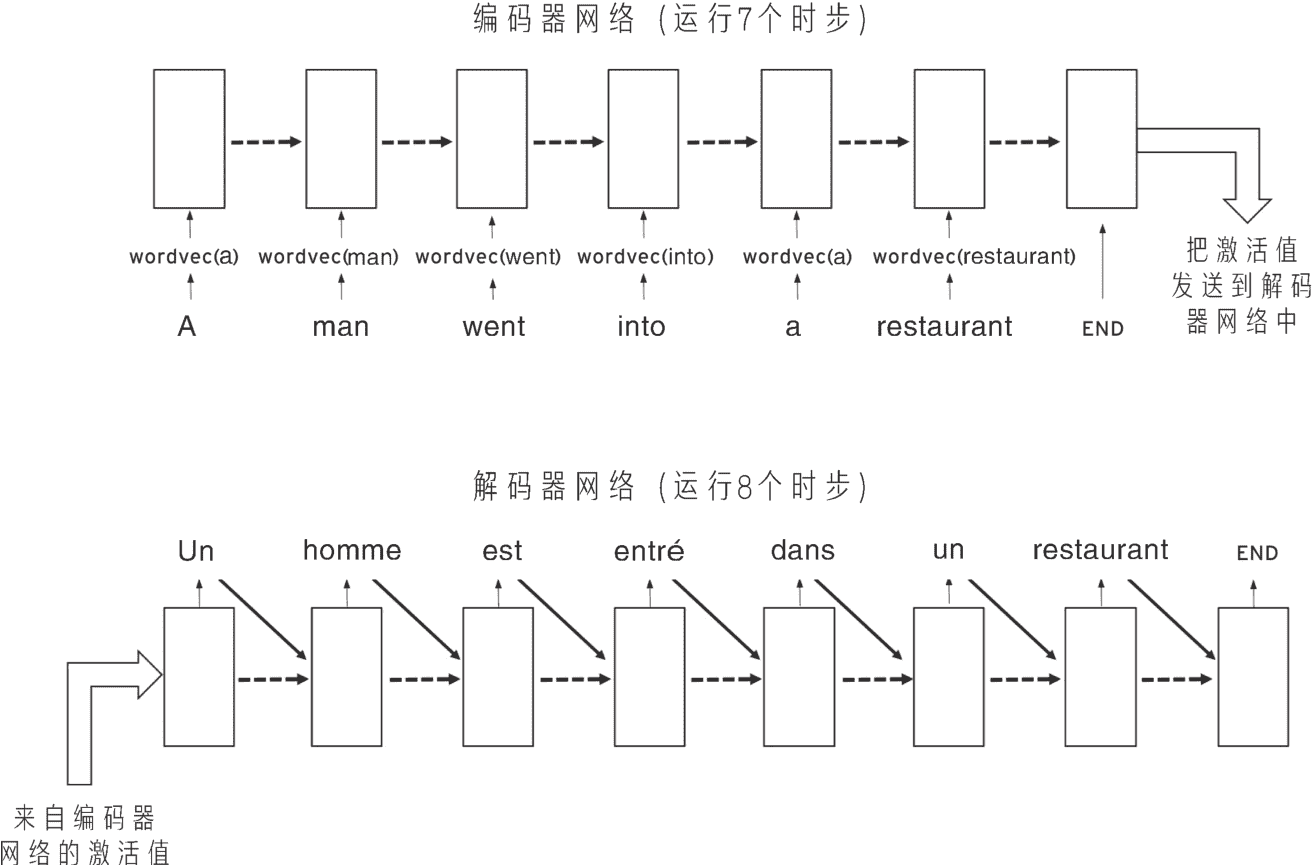 编码器网络 (运行7个时步)
wordvec(a) wordvec(man) wordvec(went) wordvec(into) wordvec(a) wordvec(restaurant)
A man went into a restaurant END
把激活值
发送到解码
器网络中
解码器网络 (运行8个时步)
Un homme est entré dans un restaurant END
来自编码器
网络的激活值